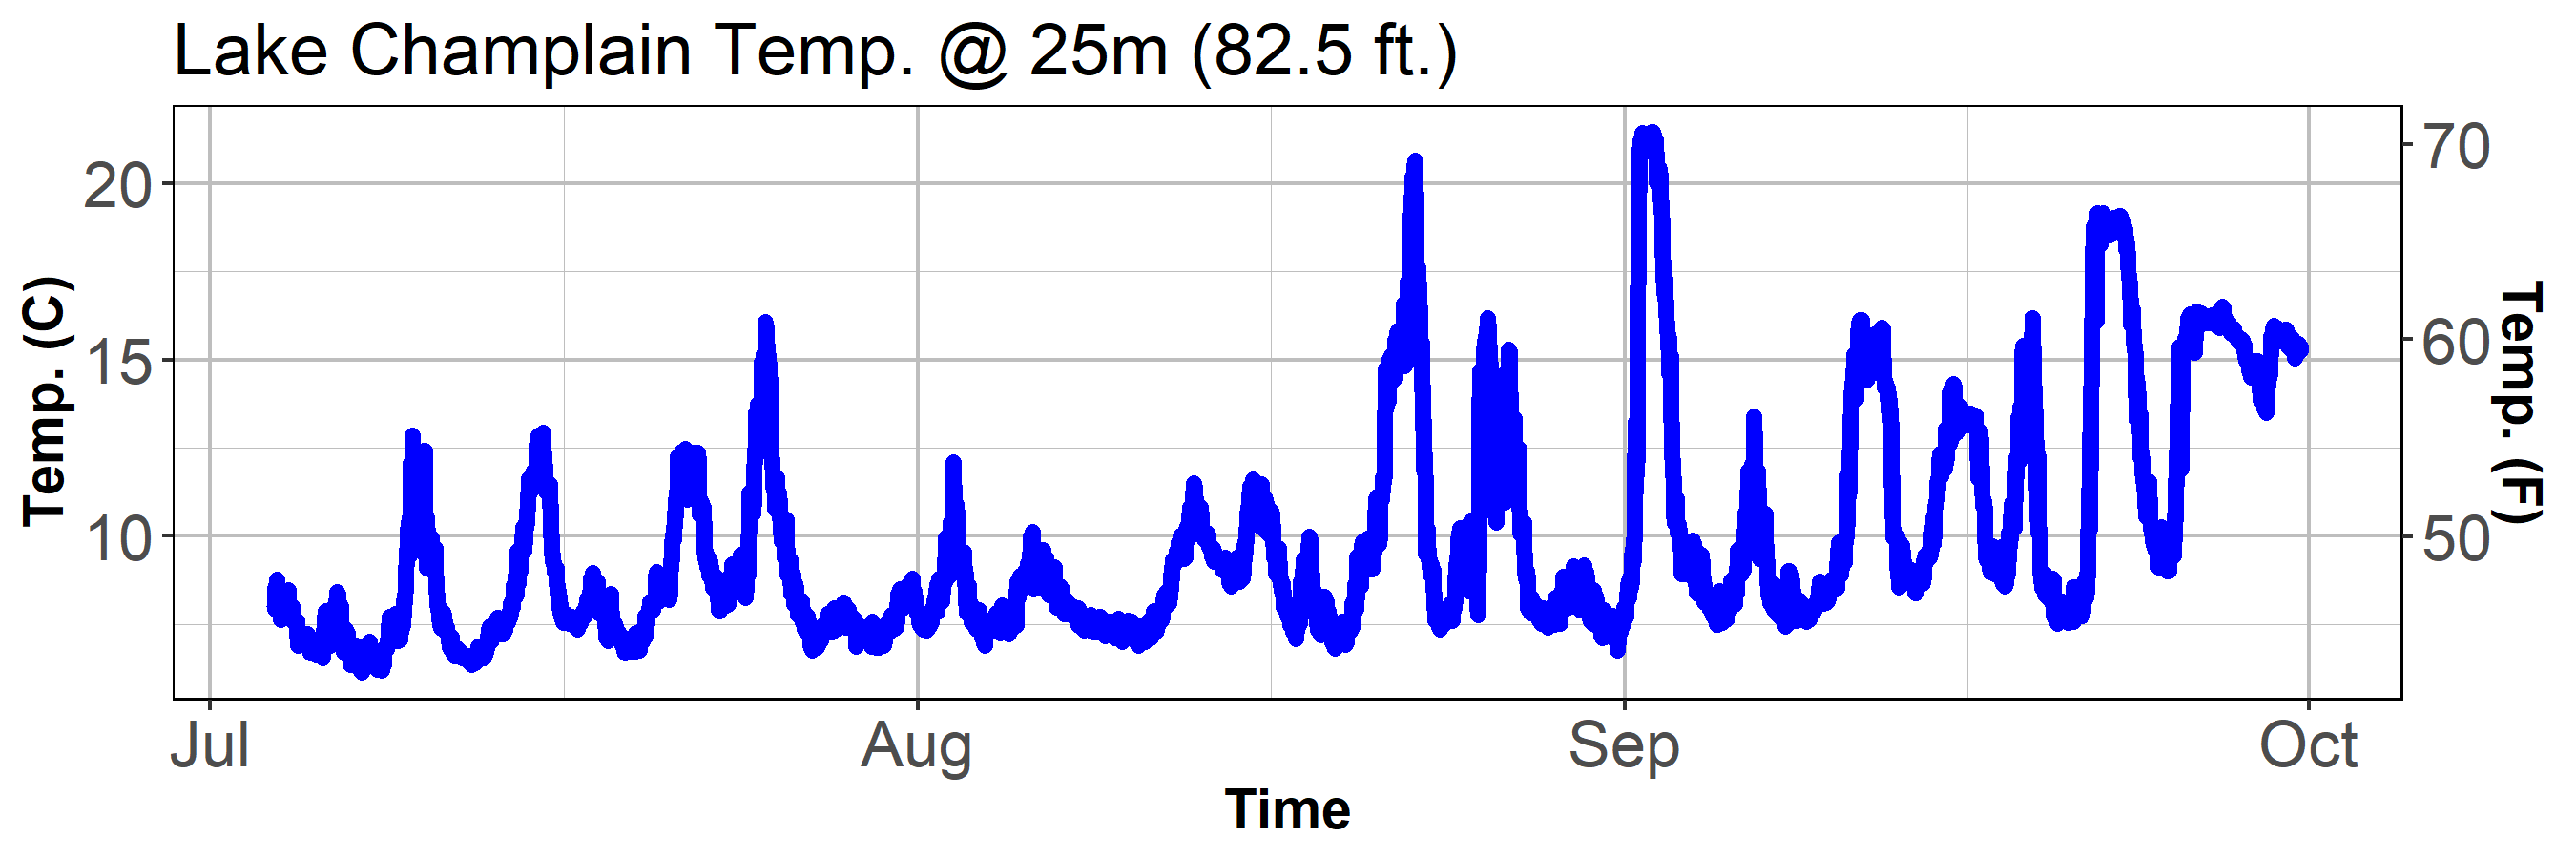 Lake Champlain Temp. @ 25m (82.5 ft.)
Temp. (C)
20
15
10
70
60
50
Temp. (F)
Jul Aug Sep Oct
Time